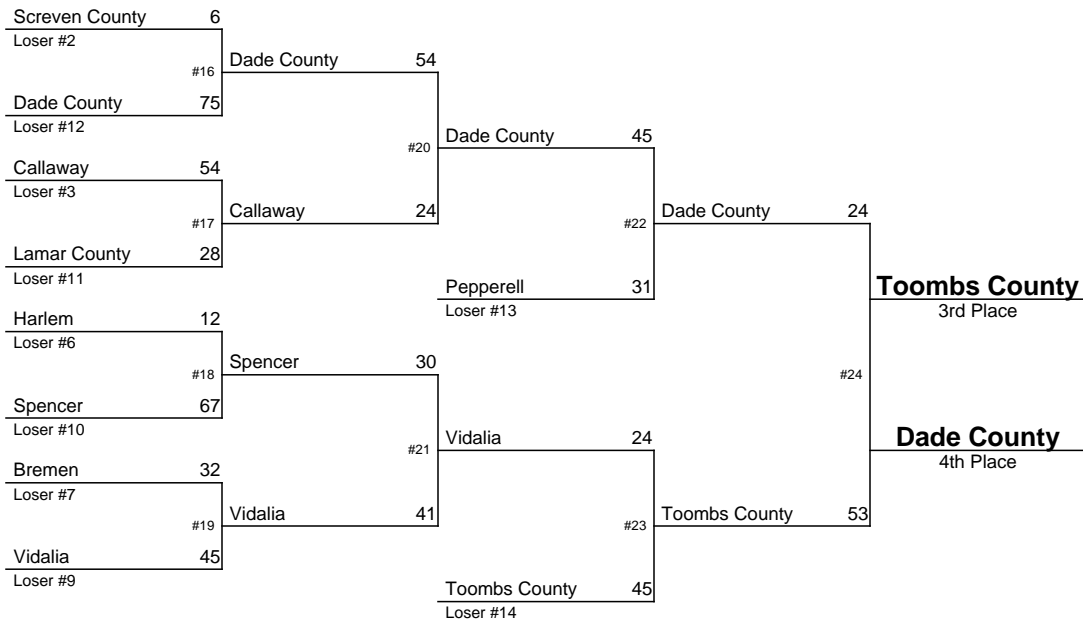 Screven County 6
Loser #2
#16
Dade County 54
Dade County 75
Loser #12
#20
Dade County 45
Callaway 54
Loser #3
#17
Callaway 24
#22
Dade County 24
Lamar County 28
Loser #11
Pepperell 31
Loser #13
Toombs County
3rd Place
Harlem 12
Loser #6
#18
Spencer 30
#24
Spencer 67
Loser #10
#21
Vidalia 24
Dade County
4th Place
Bremen 32
Loser #7
#19
Vidalia 41
#23
Toombs County 53
Vidalia 45
Loser #9
Toombs County 45
Loser #14